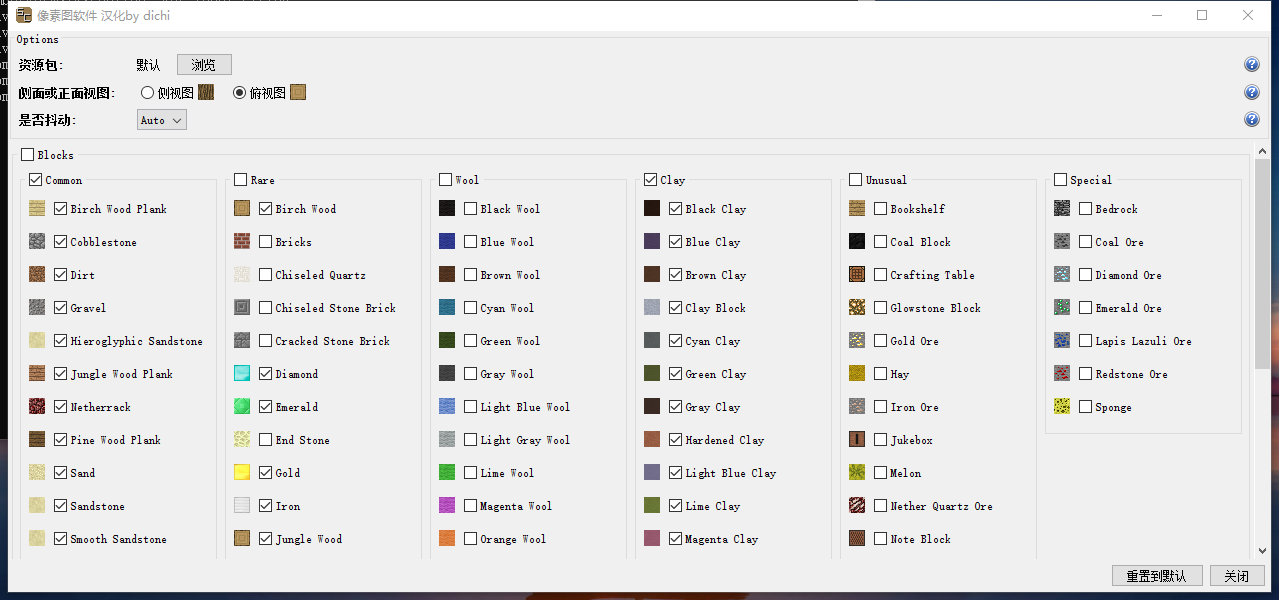 像素图软件 汉化by dichi
Options
资源包: 默认 浏览
侧面或正面视图: 侧视图 俯视图
是否抖动: Auto
Blocks
Common Rare Wool Clay Unusual Special
Birch Wood Plank Birch Wood Black Wool Black Clay Bookshelf Bedrock
Cobblestone Bricks Blue Wool Blue Clay Coal Block Coal Ore
Dirt Chiseled Quartz Brown Wool Brown Clay Crafting Table Diamond Ore
Gravel Chiseled Stone Brick Cyan Wool Clay Block Glowstone Block Emerald Ore
Hieroglyphic Sandstone Cracked Stone Brick Green Wool Cyan Clay Gold Ore Lapis Lazuli Ore
Jungle Wood Plank Diamond Gray Wool Green Clay Hay Redstone Ore
Netherrack Emerald Light Blue Wool Gray Clay Iron Ore Sponge
Pine Wood Plank End Stone Light Gray Wool Hardened Clay Jukebox
Sand Gold Lime Wool Light Blue Clay Melon
Sandstone Iron Magenta Wool Lime Clay Nether Quartz Ore
Smooth Sandstone Jungle Wood Orange Wool Magenta Clay Note Block
重置到默认 关闭